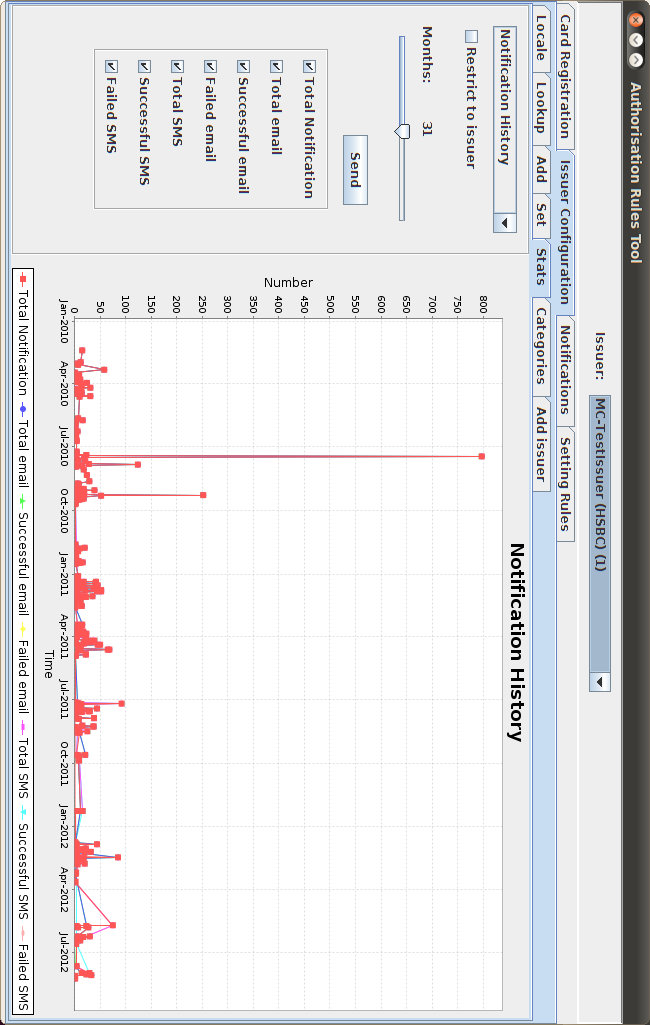 Authorisation Rules Tool
Issuer: MC-TestIssuer (HSBC) (1)
Card Registration Issuer Configuration Notifications Setting Rules
Locale Lookup Add Set Stats Categories Add issuer
Notification History
Restrict to issuer
Months: 31
Send
Total Notification
Total email
Successful email
Failed email
Total SMS
Successful SMS
Failed SMS
Notification History
Number
800
750
700
650
600
550
500
450
400
350
300
250
200
150
100
50
0
Jan-2010 Apr-2010 Jul-2010 Oct-2010 Jan-2011 Apr-2011 Jul-2011 Oct-2011 Jan-2012 Apr-2012 Jul-2012
Time
Total Notification Total email Successful email Failed email Total SMS Successful SMS Failed SMS